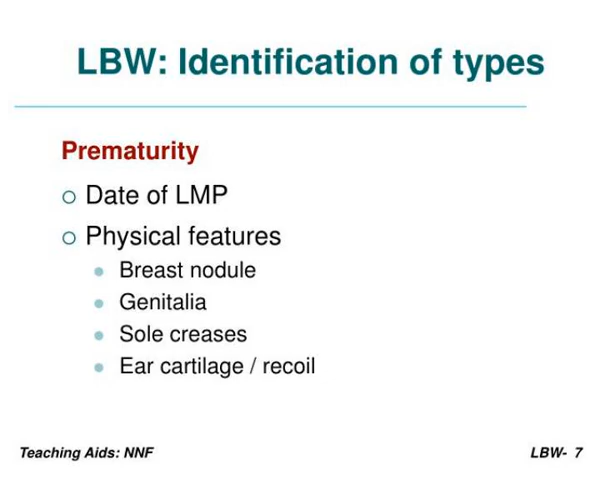 LBW: Identification of types
Prematurity
Date of LMP
Physical features
Breast nodule
Genitalia
Sole creases
Ear cartilage / recoil
Teaching Aids: NNF
LBW- 7